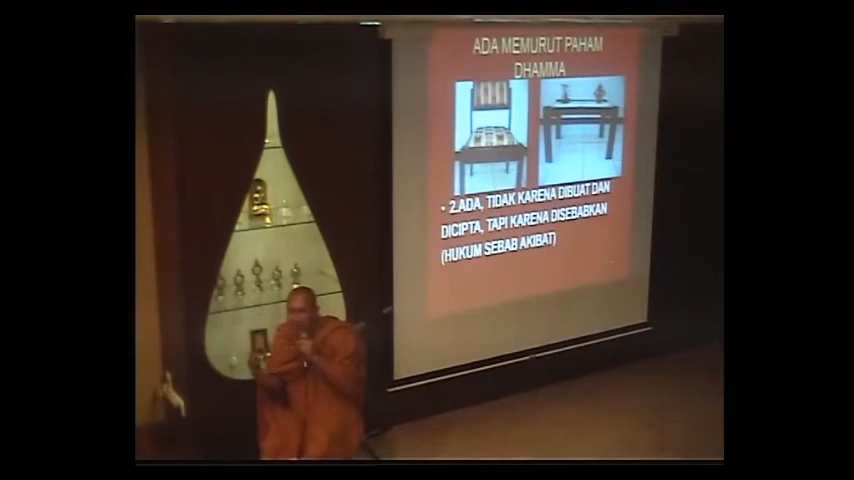 ADA MEMURUT PAHAM
DHAMMA
• 2.ADA, TIDAK KARENA DIBUAT DAN
DICIPTA, TAPI KARENA DISEBABKAN
(HUKUM SEBAB AKIBAT)